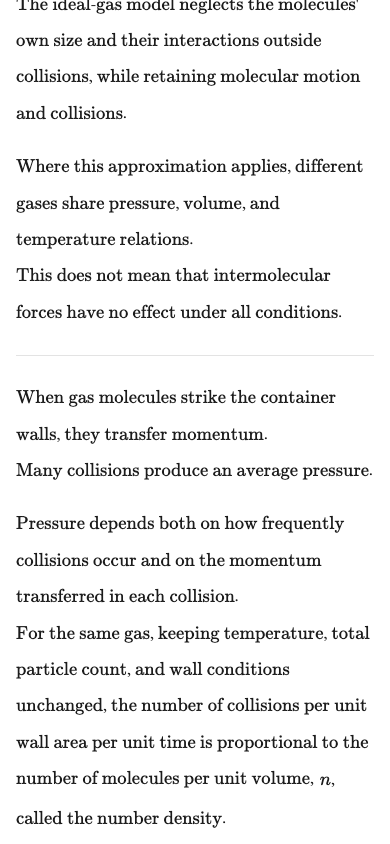 The ideal-gas model neglects the molecules'
own size and their interactions outside
collisions, while retaining molecular motion
and collisions.
Where this approximation applies, different
gases share pressure, volume, and
temperature relations.
This does not mean that intermolecular
forces have no effect under all conditions.
When gas molecules strike the container
walls, they transfer momentum.
Many collisions produce an average pressure.
Pressure depends both on how frequently
collisions occur and on the momentum
transferred in each collision.
For the same gas, keeping temperature, total
particle count, and wall conditions
unchanged, the number of collisions per unit
wall area per unit time is proportional to the
number of molecules per unit volume, n,
called the number density.